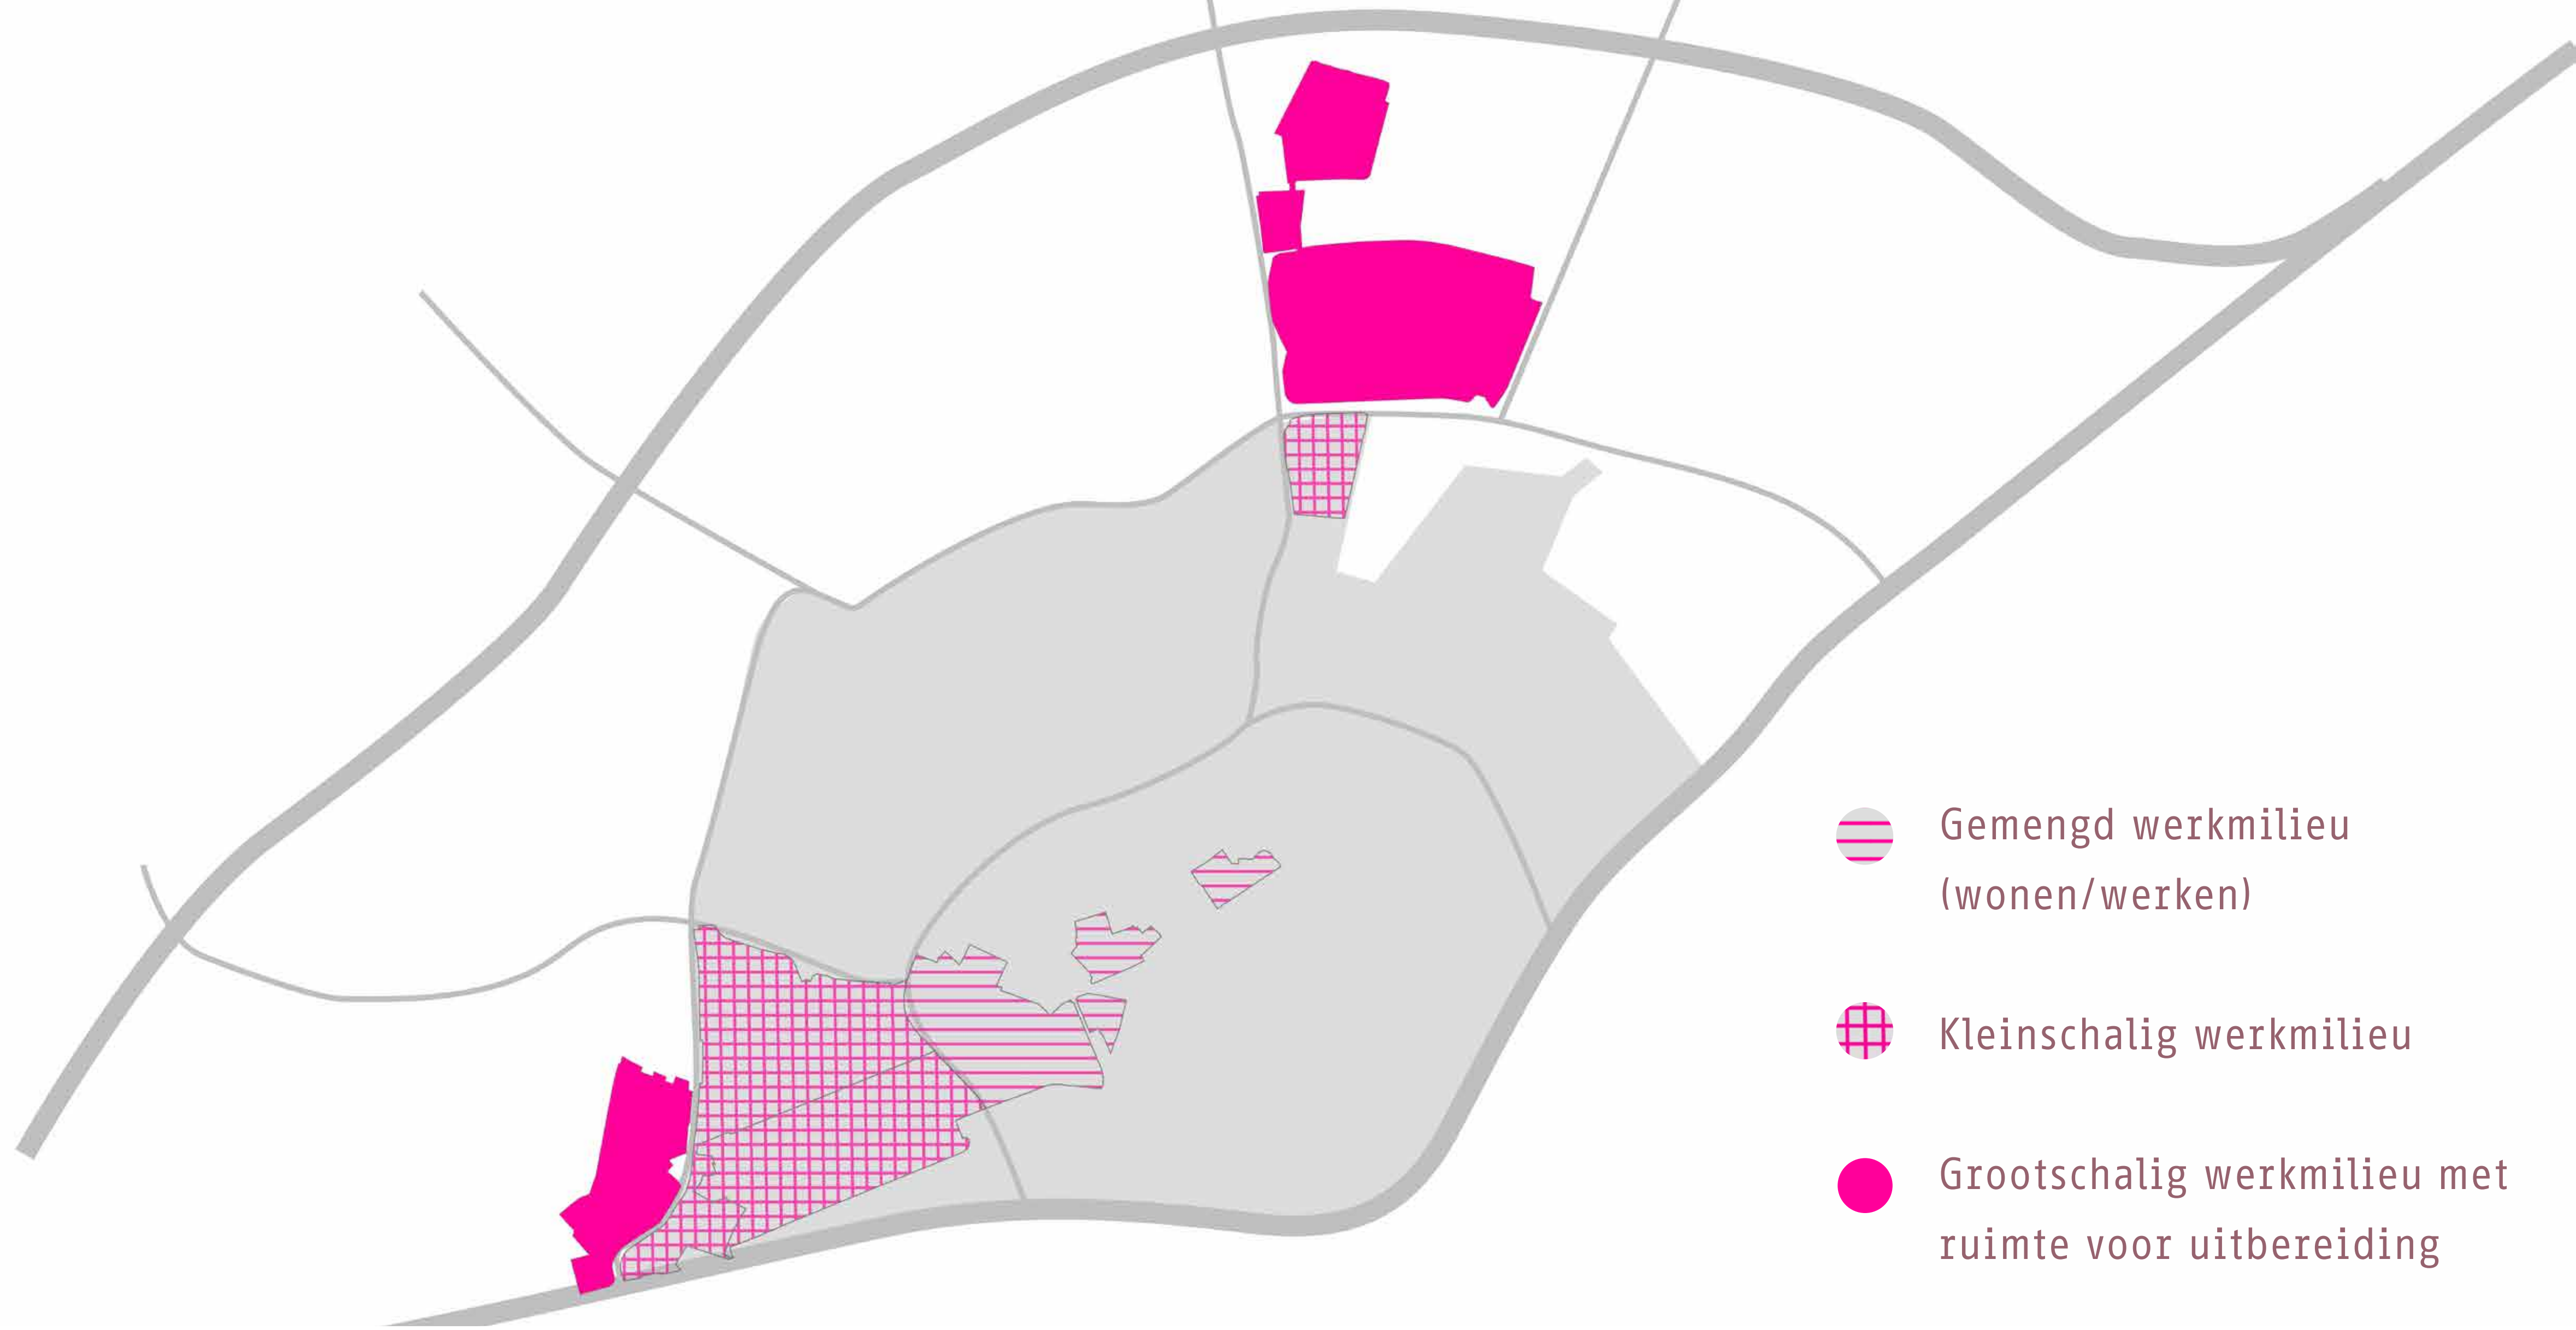 Gemengd werkmilieu
(wonen/werken)
Kleinschalig werkmilieu
Grootschalig werkmilieu met
ruimte voor uitbereiding